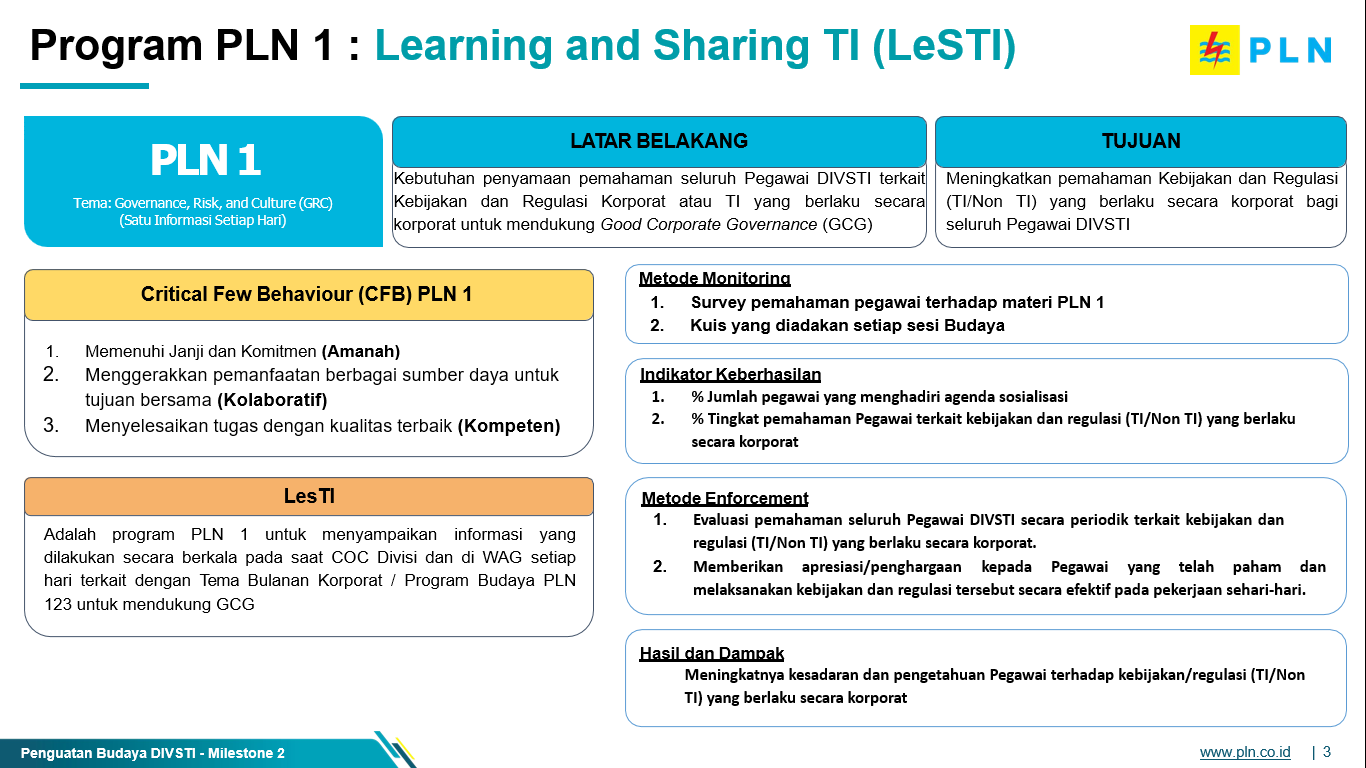 Program PLN 1 : Learning and Sharing TI (LeSTI)
PLN
PLN 1
Tema: Governance, Risk, and Culture (GRC)
(Satu Informasi Setiap Hari)
LATAR BELAKANG
Kebutuhan penyamaan pemahaman seluruh Pegawai DIVSTI terkait
Kebijakan dan Regulasi Korporat atau TI yang berlaku secara
korporat untuk mendukung Good Corporate Governance (GCG)
TUJUAN
Meningkatkan pemahaman Kebijakan dan Regulasi
(TI/Non TI) yang berlaku secara korporat bagi
seluruh Pegawai DIVSTI
Critical Few Behaviour (CFB) PLN 1
1. Memenuhi Janji dan Komitmen (Amanah)
2. Menggerakkan pemanfaatan berbagai sumber daya untuk
tujuan bersama (Kolaboratif)
3. Menyelesaikan tugas dengan kualitas terbaik (Kompeten)
LesTI
Adalah program PLN 1 untuk menyampaikan informasi yang
dilakukan secara berkala pada saat COC Divisi dan di WAG setiap
hari terkait dengan Tema Bulanan Korporat / Program Budaya PLN
123 untuk mendukung GCG
Metode Monitoring
1. Survey pemahaman pegawai terhadap materi PLN 1
2. Kuis yang diadakan setiap sesi Budaya
Indikator Keberhasilan
1. % Jumlah pegawai yang menghadiri agenda sosialisasi
2. % Tingkat pemahaman Pegawai terkait kebijakan dan regulasi (TI/Non TI) yang berlaku
secara korporat
Metode Enforcement
1. Evaluasi pemahaman seluruh Pegawai DIVSTI secara periodik terkait kebijakan dan
regulasi (TI/Non TI) yang berlaku secara korporat.
2. Memberikan apresiasi/penghargaan kepada Pegawai yang telah paham dan
melaksanakan kebijakan dan regulasi tersebut secara efektif pada pekerjaan sehari-hari.
Hasil dan Dampak
Meningkatnya kesadaran dan pengetahuan Pegawai terhadap kebijakan/regulasi (TI/Non
TI) yang berlaku secara korporat
Penguatan Budaya DIVSTI - Milestone 2
www.pln.co.id | 3